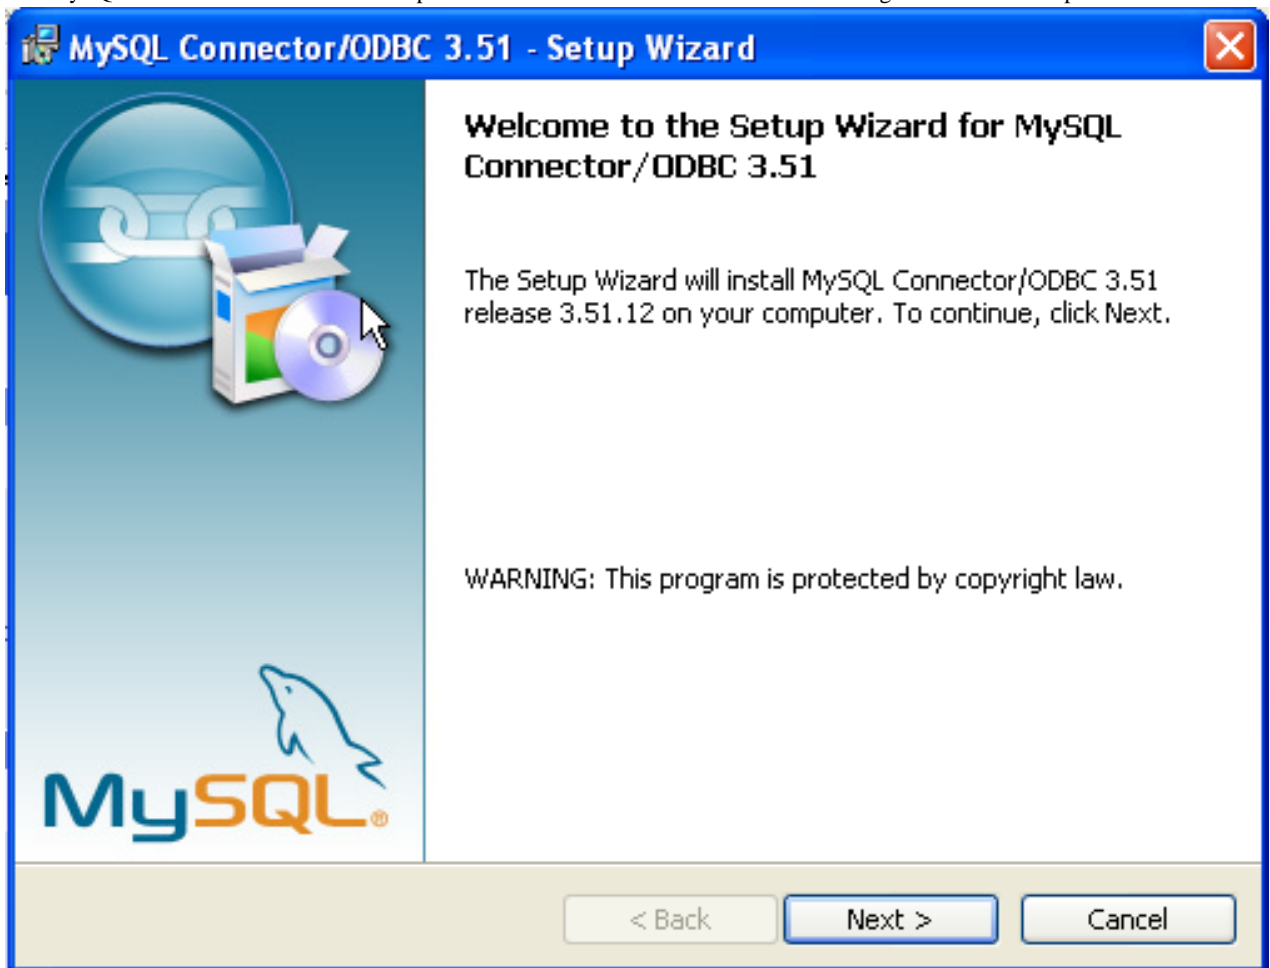 MySQL Connector/ODBC 3.51 - Setup Wizard
Welcome to the Setup Wizard for MySQL
Connector/ODBC 3.51
The Setup Wizard will install MySQL Connector/ODBC 3.51
release 3.51.12 on your computer. To continue, click Next.
WARNING: This program is protected by copyright law.
MySQL®
< Back
Next >
Cancel